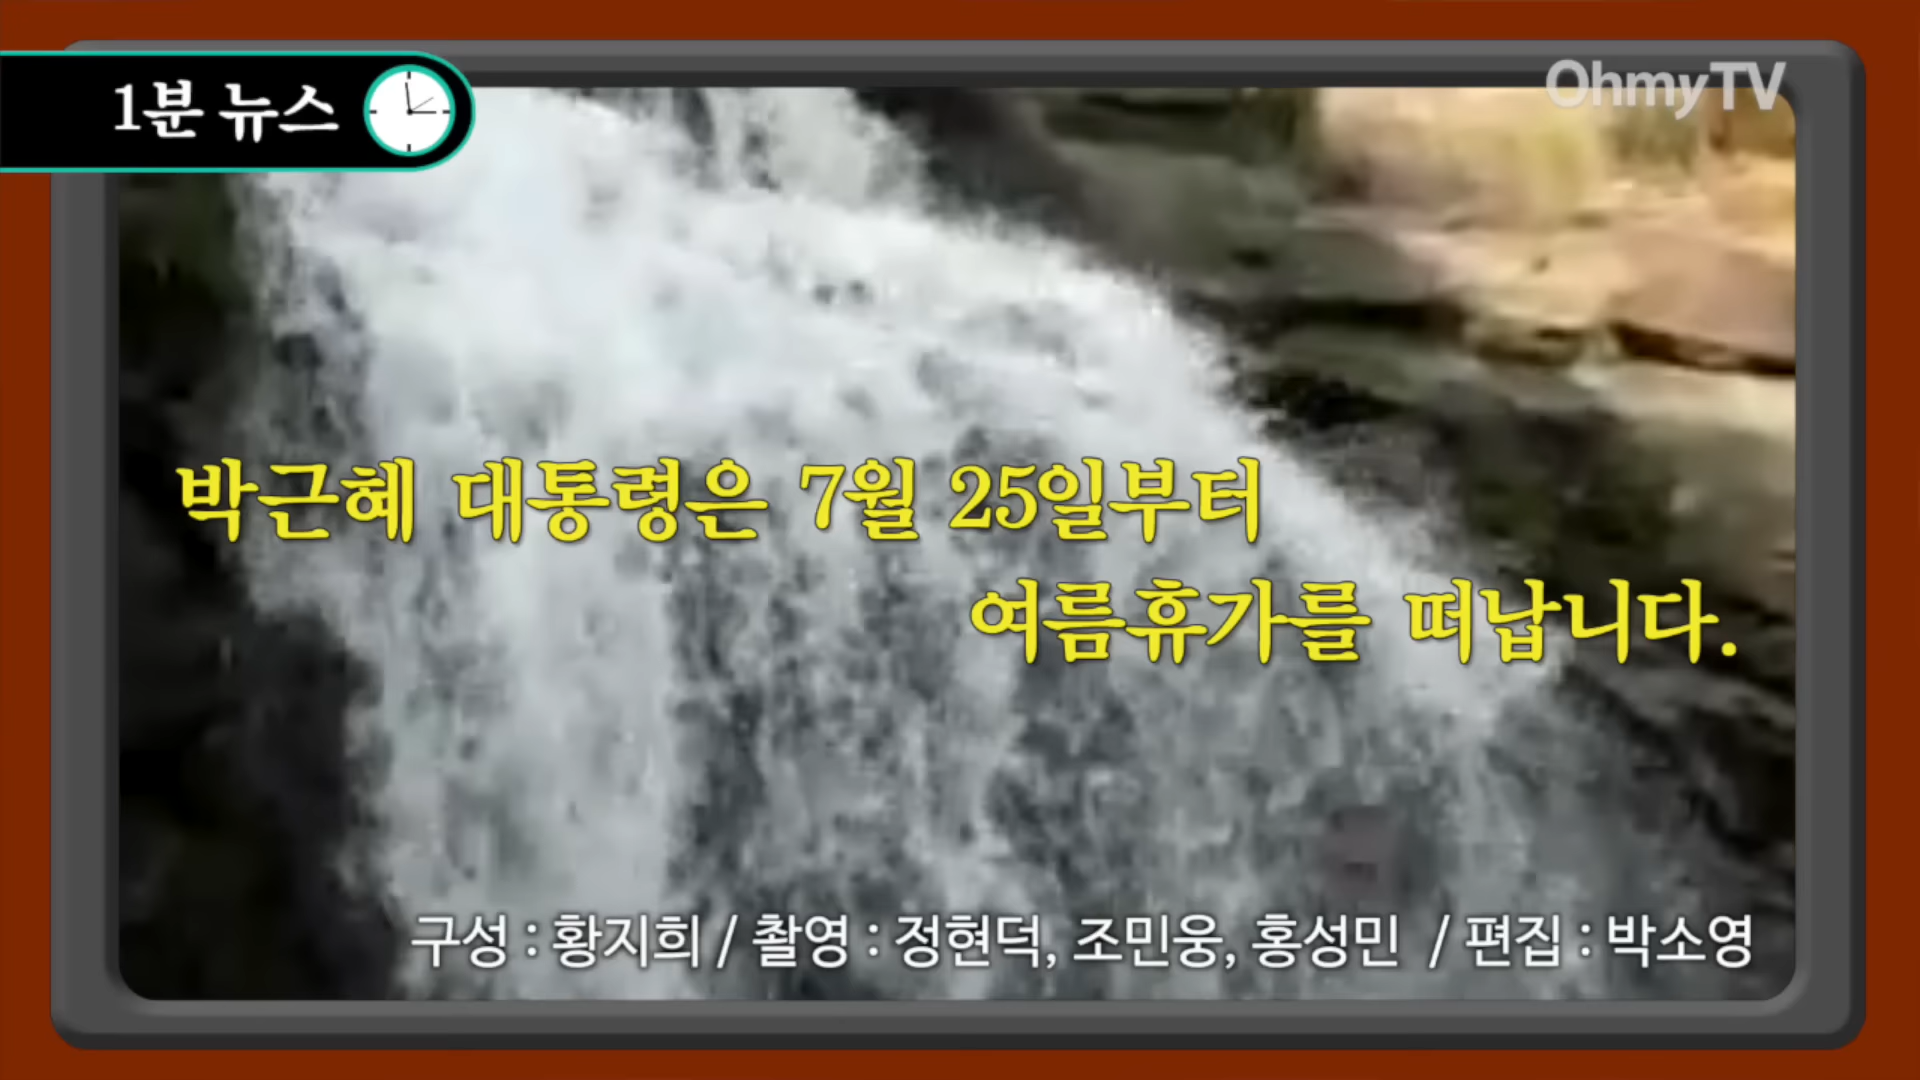 1분 뉴스
OhmyTV
박근혜 대통령은 7월 25일부터
여름휴가를 떠납니다.
구성 : 황지희 / 촬영 : 정현덕, 조민웅, 홍성민 / 편집 : 박소영